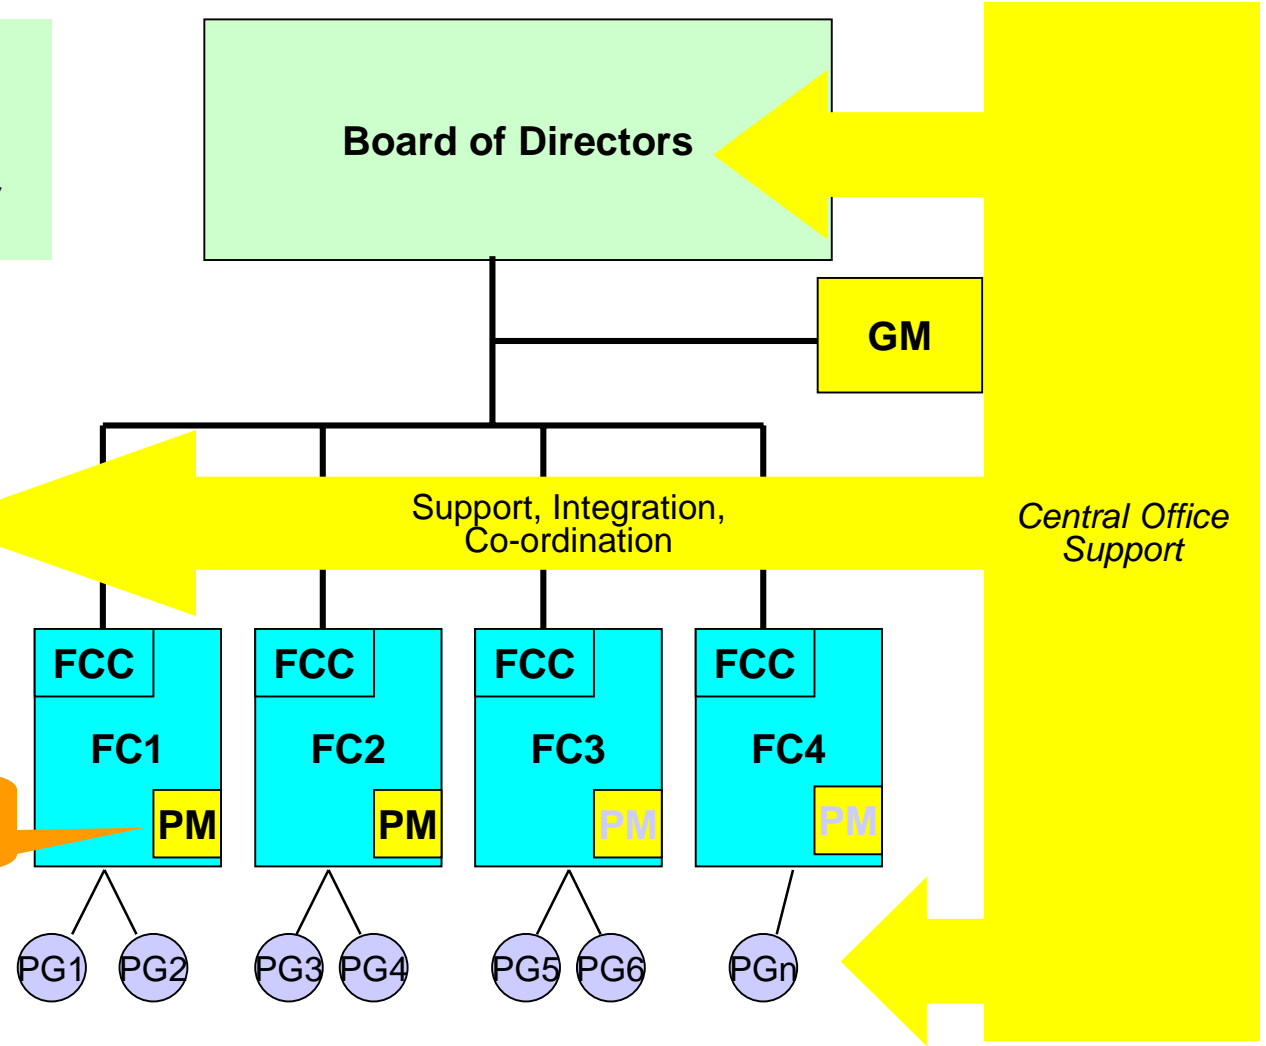 Board of Directors
GM
Support, Integration,
Co-ordination
Central Office
Support
FCC
FCC
FCC
FCC
FC1
FC2
FC3
FC4
PM
PM
PM
PM
PG1
PG2
PG3
PG4
PG5
PG6
PGn